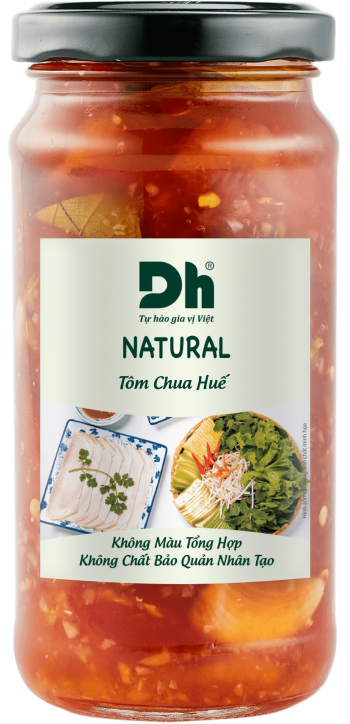 Dh®
Tự hào gia vị Việt
NATURAL
Tôm Chua Huế
Không Màu Tổng Hợp
Không Chất Bảo Quản Nhân Tạo